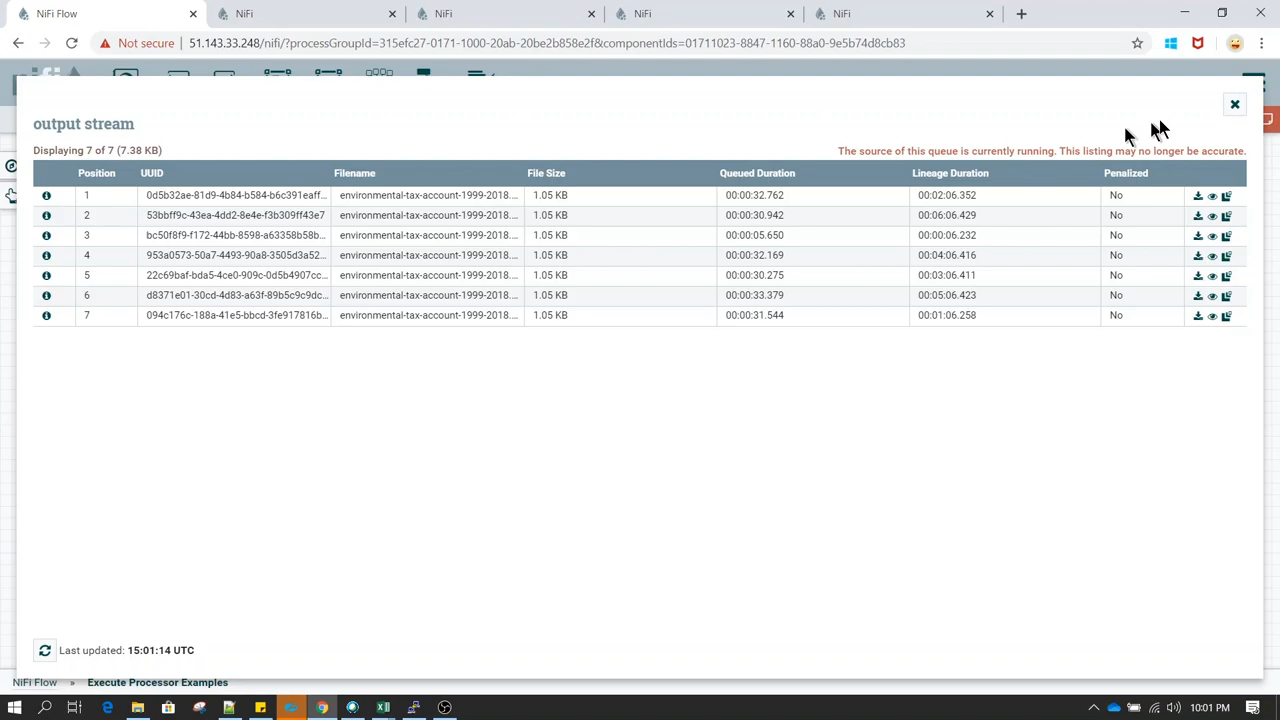 NiFi Flow NiFi NiFi NiFi NiFi
Not secure 51.143.33.248/nifi/?processGroupId=315efc27-0171-1000-20ab-20be2b858e2f&componentIds=01711023-8847-1160-88a0-9e5b74d8cb83
output stream
Displaying 7 of 7 (7.38 KB) The source of this queue is currently running. This listing may no longer be accurate.
Position UUID Filename File Size Queued Duration Lineage Duration Penalized
1 0d5b32ae-81d9-4b84-b584-b6c391eaff... environmental-tax-account-1999-2018.... 1.05 KB 00:00:32.762 00:02:06.352 No
2 53bbff9c-43ea-4dd2-8e4e-f3b309ff43e7 environmental-tax-account-1999-2018.... 1.05 KB 00:00:30.942 00:06:06.429 No
3 bc50f8f9-f172-44bb-8598-a63358b58b... environmental-tax-account-1999-2018.... 1.05 KB 00:00:05.650 00:00:06.232 No
4 953a0573-50a7-4493-90a8-3505d3a52... environmental-tax-account-1999-2018.... 1.05 KB 00:00:32.169 00:04:06.416 No
5 22c69baf-bda5-4ce0-909c-0d5b4907cc... environmental-tax-account-1999-2018.... 1.05 KB 00:00:30.275 00:03:06.411 No
6 d8371e01-30cd-4d83-a63f-89b5c9c9dc... environmental-tax-account-1999-2018.... 1.05 KB 00:00:33.379 00:05:06.423 No
7 094c176c-188a-41e5-bbcd-3fe917816b... environmental-tax-account-1999-2018.... 1.05 KB 00:00:31.544 00:01:06.258 No
Last updated: 15:01:14 UTC
NiFi Flow » Execute Processor Examples
10:01 PM